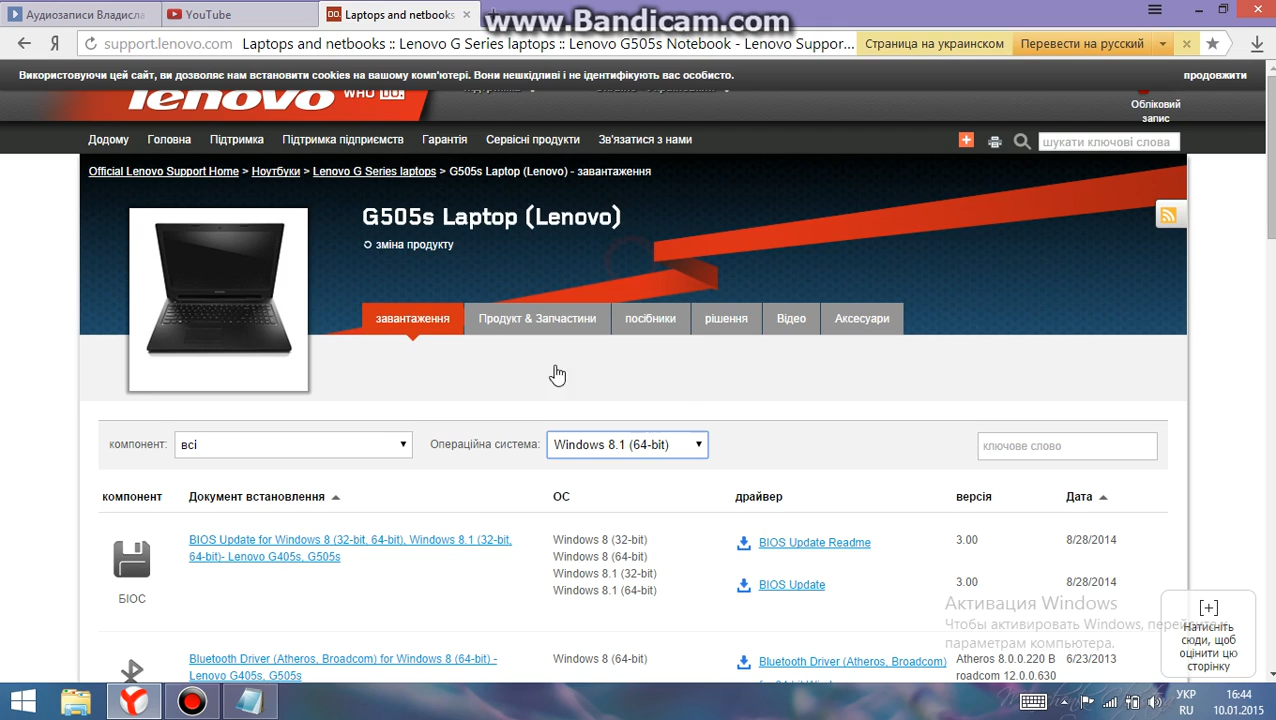 Аудиозаписи Владисла
YouTube
Laptops and netbooks
www.Bandicam.com
support.lenovo.com Laptops and netbooks :: Lenovo G Series laptops :: Lenovo G505s Notebook - Lenovo Suppor...
Страница на украинском
Перевести на русский
Використовуючи цей сайт, ви дозволяє нам встановити cookies на вашому комп'ютері. Вони нешкідливі і не ідентифікують вас особисто.
продовжити
lenovo WHO DO.
Обліковий запис
Додому Головна Підтримка Підтримка підприємств Гарантія Сервісні продукти Зв'язатися з нами
шукати ключові слова
Official Lenovo Support Home > Ноутбуки > Lenovo G Series laptops > G505s Laptop (Lenovo) - завантаження
G505s Laptop (Lenovo)
зміна продукту
завантаження Продукт & Запчастини посібники рішення Відео Аксесуари
компонент: всі Операційна система: Windows 8.1 (64-bit) ключове слово
компонент Документ встановлення ОС драйвер версія Дата
BIOS Update for Windows 8 (32-bit, 64-bit), Windows 8.1 (32-bit,
64-bit)- Lenovo G405s, G505s
Windows 8 (32-bit)
Windows 8 (64-bit)
Windows 8.1 (32-bit)
Windows 8.1 (64-bit)
BIOS Update Readme 3.00 8/28/2014
BIOS Update 3.00 8/28/2014
БІОС
Активация Windows
Чтобы активировать Windows, перей
параметрам компьютера.
[+]
Натисніть
сюди, щоб
оцінити цю
сторінку
Bluetooth Driver (Atheros, Broadcom) for Windows 8 (64-bit) -
Lenovo G405s, G505s
Windows 8 (64-bit)
Bluetooth Driver (Atheros, Broadcom)
Atheros 8.0.0.220 B
roadcom 12.0.0.630
6/23/2013
УКР
RU
16:44
10.01.2015